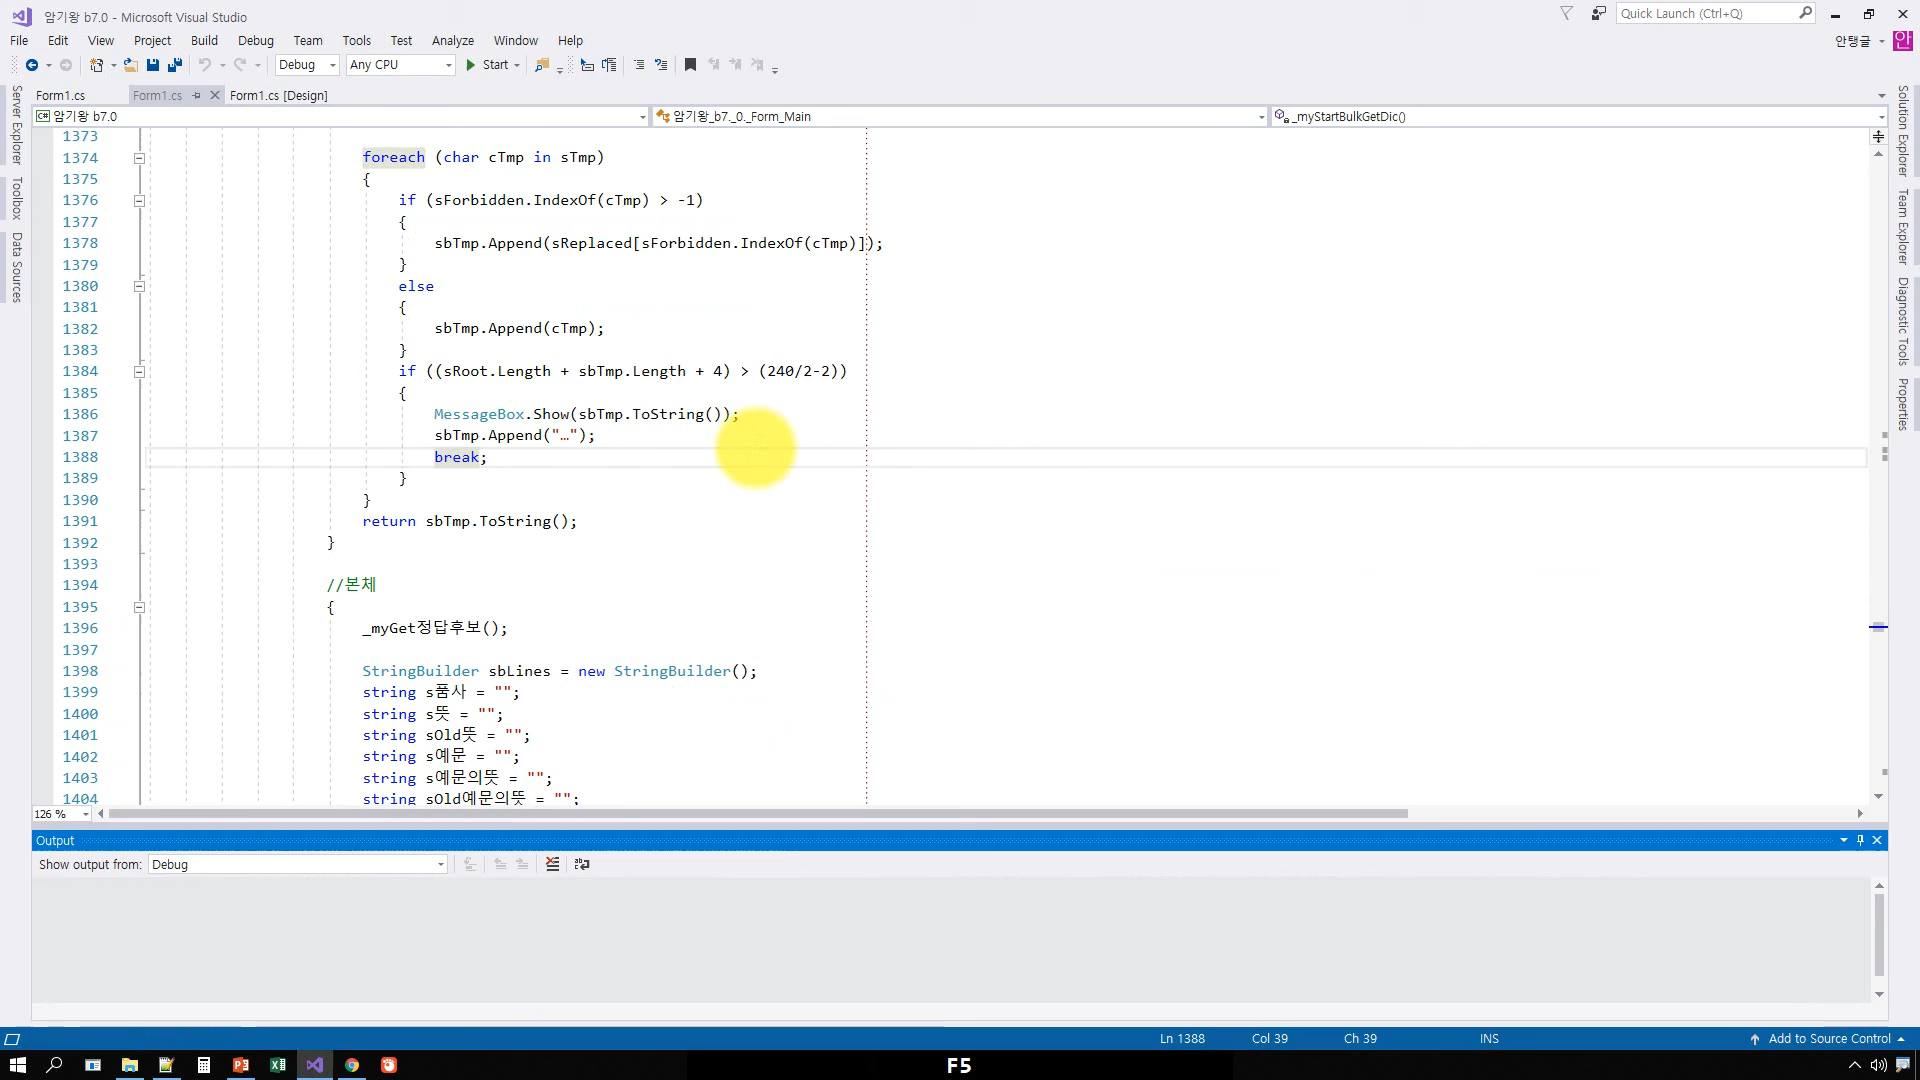 암기왕 b7.0 - Microsoft Visual Studio
Quick Launch (Ctrl+Q)
File Edit View Project Build Debug Team Tools Test Analyze Window Help
안탱글 안
Debug Any CPU Start
Form1.cs Form1.cs Form1.cs [Design]
암기왕 b7.0 암기왕_b7._0._Form_Main _myStartBulkGetDic()
Server Explorer
Toolbox
Data Sources
Solution Explorer
Team Explorer
Diagnostic Tools
Properties
1373
1374 foreach (char cTmp in sTmp)
1375 {
1376 if (sForbidden.IndexOf(cTmp) > -1)
1377 {
1378 sbTmp.Append(sReplaced[sForbidden.IndexOf(cTmp)]);
1379 }
1380 else
1381 {
1382 sbTmp.Append(cTmp);
1383 }
1384 if ((sRoot.Length + sbTmp.Length + 4) > (240/2-2))
1385 {
1386 MessageBox.Show(sbTmp.ToString());
1387 sbTmp.Append("…");
1388 break;
1389 }
1390 }
1391 return sbTmp.ToString();
1392 }
1393
1394 //본체
1395 {
1396 _myGet정답후보();
1397
1398 StringBuilder sbLines = new StringBuilder();
1399 string s품사 = "";
1400 string s뜻 = "";
1401 string sOld뜻 = "";
1402 string s예문 = "";
1403 string s예문의뜻 = "";
1404 string sOld예문의뜻 = "";
126 %
Output
Show output from: Debug
Ln 1388 Col 39 Ch 39 INS Add to Source Control
F5